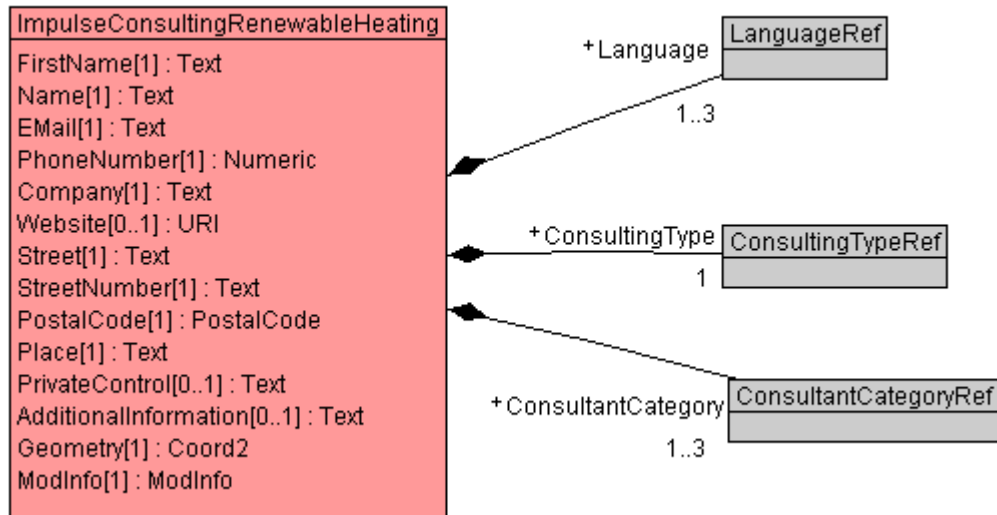 ImpulseConsultingRenewableHeating
FirstName[1] : Text
Name[1] : Text
EMail[1] : Text
PhoneNumber[1] : Numeric
Company[1] : Text
Website[0..1] : URI
Street[1] : Text
StreetNumber[1] : Text
PostalCode[1] : PostalCode
Place[1] : Text
PrivateControl[0..1] : Text
AdditionalInformation[0..1] : Text
Geometry[1] : Coord2
ModInfo[1] : ModInfo
+Language
1..3
LanguageRef
+ConsultingType
1
ConsultingTypeRef
+ConsultantCategory
1..3
ConsultantCategoryRef